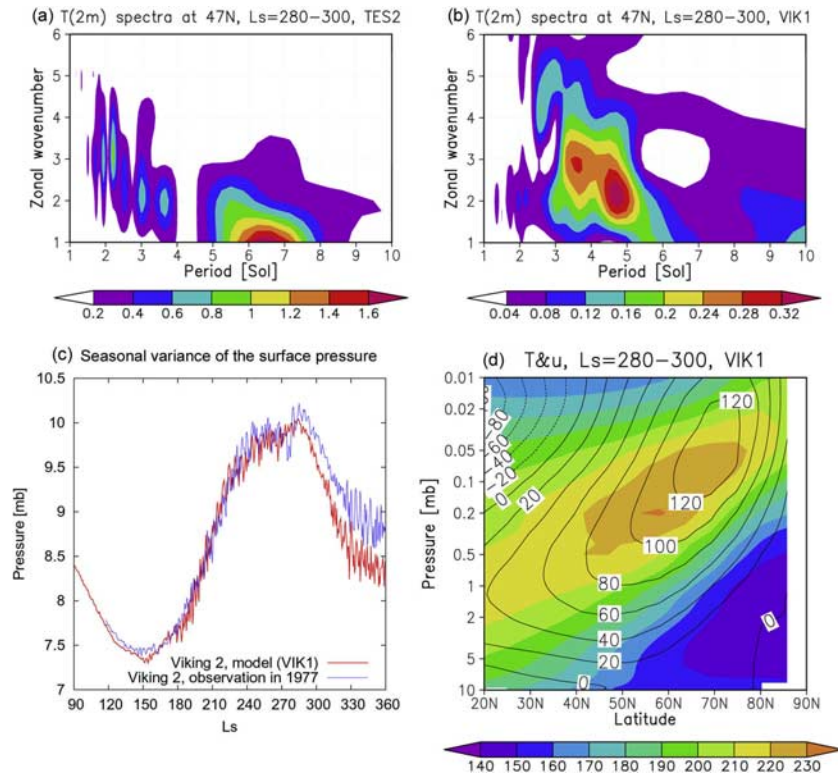 (a) T(2m) spectra at 47N, Ls=280-300, TES2
Zonal wavenumber
6
5
4
3
2
1
1 2 3 4 5 6 7 8 9 10
Period [Sol]
0.2 0.4 0.6 0.8 1 1.2 1.4 1.6
(b) T(2m) spectra at 47N, Ls=280-300, VIK1
Zonal wavenumber
6
5
4
3
2
1
1 2 3 4 5 6 7 8 9 10
Period [Sol]
0.04 0.08 0.12 0.16 0.2 0.24 0.28 0.32
(c) Seasonal variance of the surface pressure
Pressure [mb]
10.5
10
9.5
9
8.5
8
7.5
7
Viking 2, model (VIK1)
Viking 2, observation in 1977
90 120 150 180 210 240 270 300 330 360
Ls
(d) T&u, Ls=280-300, VIK1
Pressure [mb]
0.01
0.02
0.05
0.1
0.2
0.5
1
2
5
10
-80
-60
-40
-20
0
20
120
120
100
80
60
40
20
0
0
20N 30N 40N 50N 60N 70N 80N 90N
Latitude
140 150 160 170 180 190 200 210 220 230